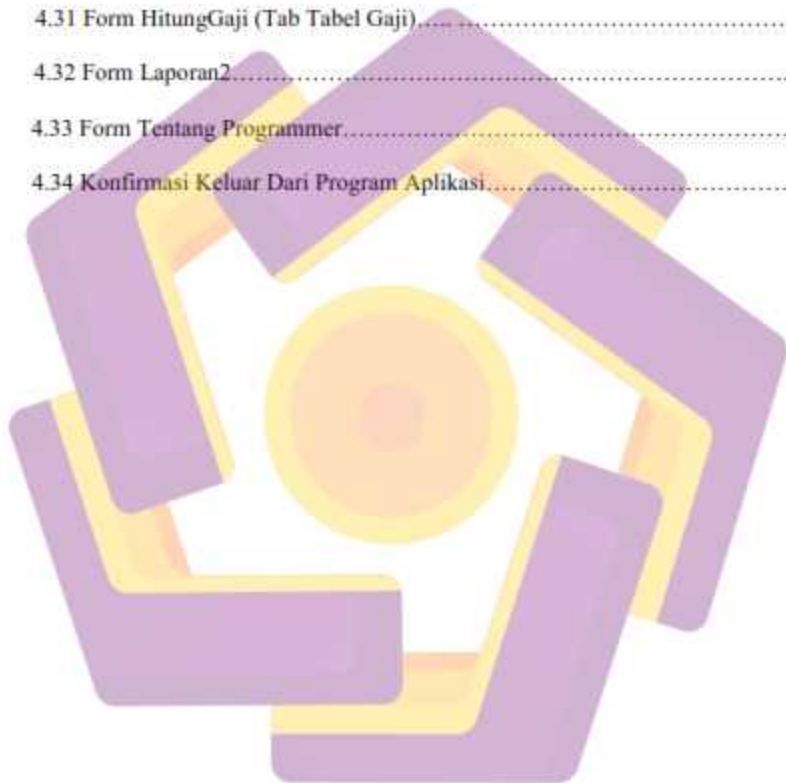 4.31 Form HitungGaji (Tab Tabel Gaji)..... ................................................
4.32 Form Laporan2................................................................................
4.33 Form Tentang Programmer..............................................................
4.34 Konfirmasi Keluar Dari Program Aplikasi..........................................